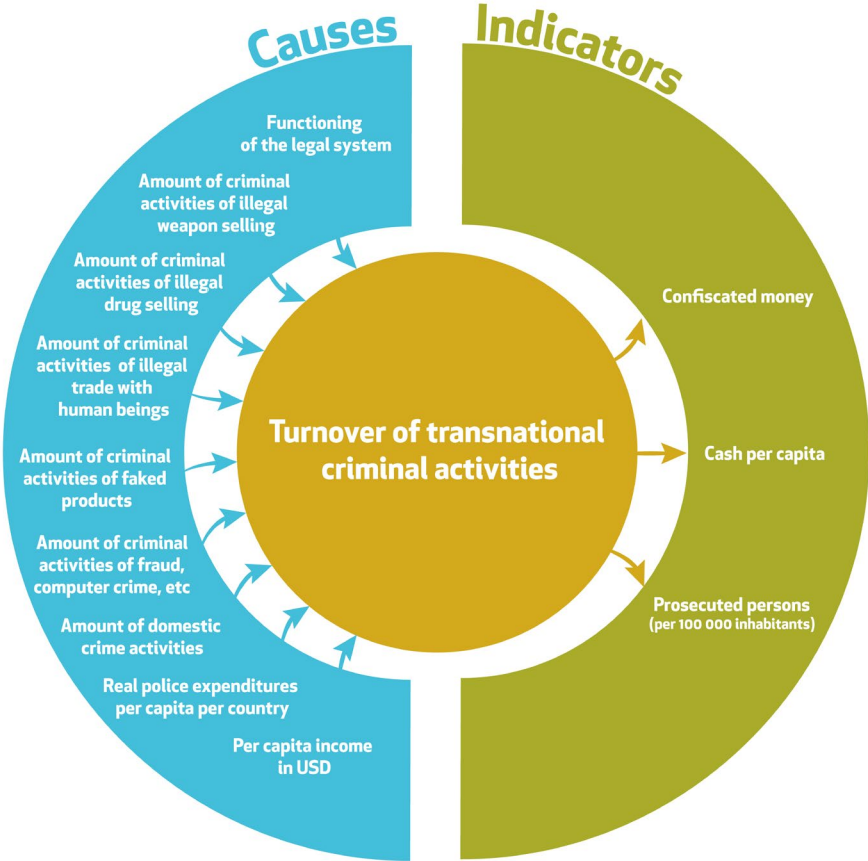 Causes
Functioning
of the legal system
Amount of criminal
activities of illegal
weapon selling
Amount of criminal
activities of illegal
drug selling
Amount of criminal
activities of illegal
trade with
human beings
Amount of criminal
activities of faked
products
Amount of criminal
activities of fraud,
computer crime, etc
Amount of domestic
crime activities
Real police expenditures
per capita per country
Per capita income
in USD
Turnover of transnational
criminal activities
Indicators
Confiscated money
Cash per capita
Prosecuted persons
(per 100 000 inhabitants)